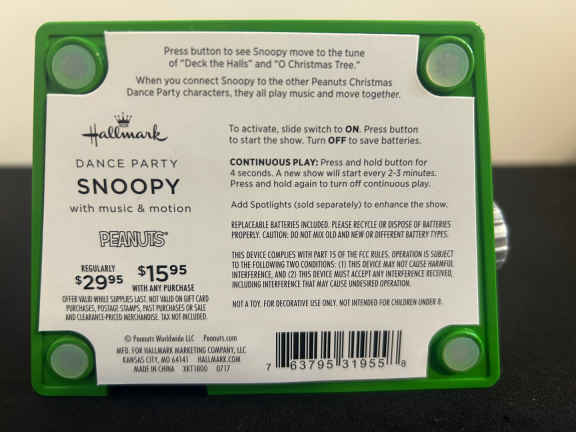 Press button to see Snoopy move to the tune
of "Deck the Halls" and "O Christmas Tree."
When you connect Snoopy to the other Peanuts Christmas
Dance Party characters, they all play music and move together.
Hallmark
DANCE PARTY
SNOOPY
with music & motion
PEANUTS
REGULARLY
$29.95
$15.95
WITH ANY PURCHASE
OFFER VALID WHILE SUPPLIES LAST. NOT VALID ON GIFT CARD
PURCHASES, POSTAGE STAMPS, PAST PURCHASES OR SALE
AND CLEARANCE-PRICED MERCHANDISE. TAX NOT INCLUDED.
To activate, slide switch to ON. Press button
to start the show. Turn OFF to save batteries.
CONTINUOUS PLAY: Press and hold button for
4 seconds. A new show will start every 2-3 minutes.
Press and hold again to turn off continuous play.
Add Spotlights (sold separately) to enhance the show.
REPLACEABLE BATTERIES INCLUDED. PLEASE RECYCLE OR DISPOSE OF BATTERIES
PROPERLY. CAUTION: DO NOT MIX OLD AND NEW OR DIFFERENT BATTERY TYPES.
THIS DEVICE COMPLIES WITH PART 15 OF THE FCC RULES. OPERATION IS SUBJECT
TO THE FOLLOWING TWO CONDITIONS: (1) THIS DEVICE MAY NOT CAUSE HARMFUL
INTERFERENCE, AND (2) THIS DEVICE MUST ACCEPT ANY INTERFERENCE RECEIVED,
INCLUDING INTERFERENCE THAT MAY CAUSE UNDESIRED OPERATION.
NOT A TOY. FOR DECORATIVE USE ONLY. NOT INTENDED FOR CHILDREN UNDER 8.
© Peanuts Worldwide LLC Peanuts.com
MFD. FOR HALLMARK MARKETING COMPANY, LLC
KANSAS CITY, MO 64141 HALLMARK.COM
MADE IN CHINA XKT1800 0717
7 63795 31955 8